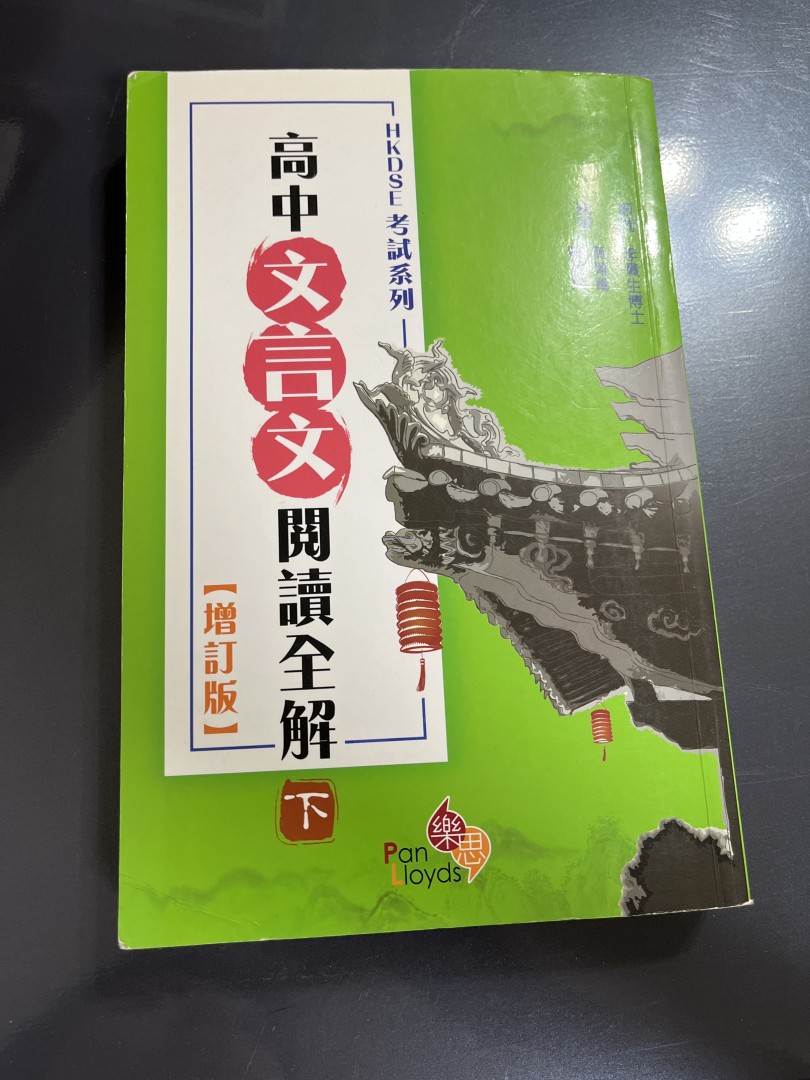 HKDSE 考試系列
高中文言文閱讀全解
【增訂版】
下
樂思
Pan
Lloyds